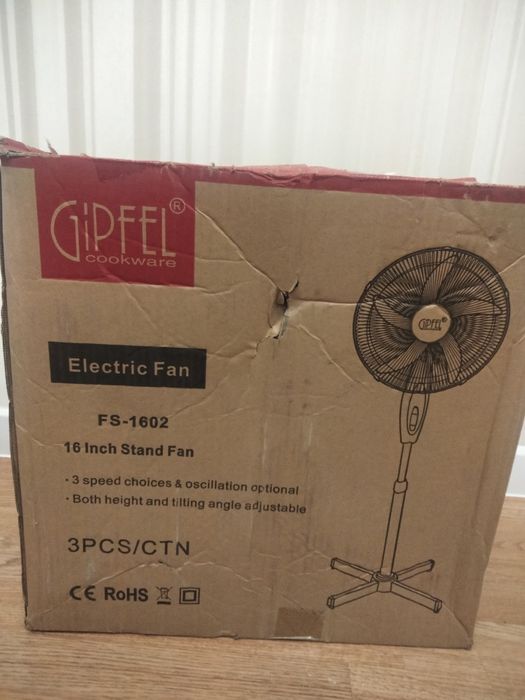 GiPFEL®
cookware
GiPFEL®
Electric Fan
FS-1602
16 Inch Stand Fan
· 3 speed choices & oscillation optional
· Both height and tilting angle adjustable
3PCS/CTN
CE RoHS